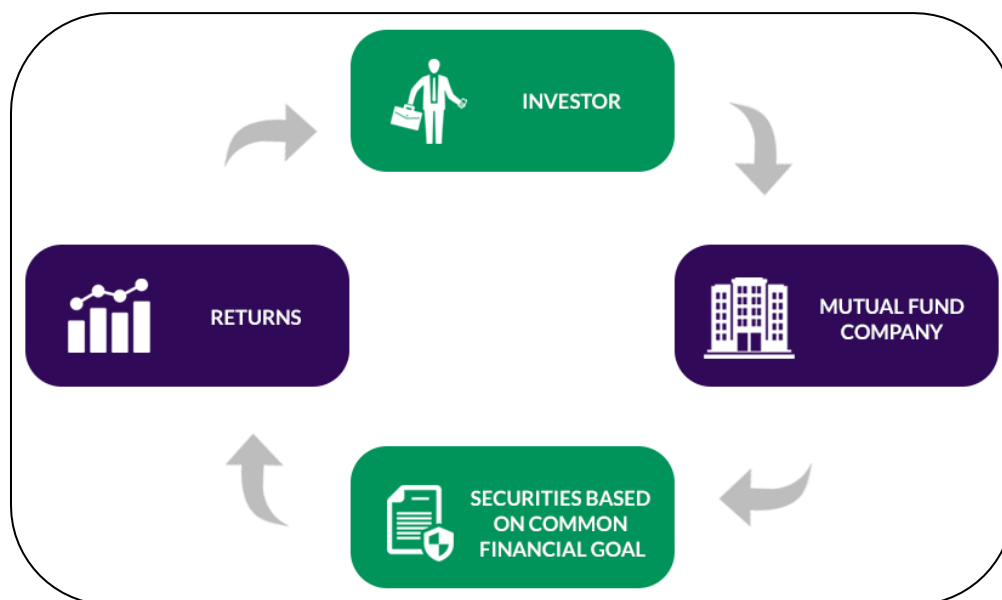 INVESTOR
MUTUAL FUND
COMPANY
SECURITIES BASED
ON COMMON
FINANCIAL GOAL
RETURNS